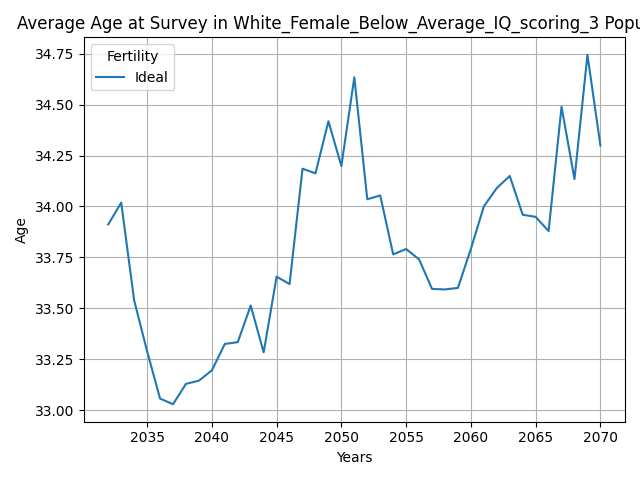 Average Age at Survey in White_Female_Below_Average_IQ_scoring_3 Popu
Fertility
Ideal
34.75
34.50
34.25
34.00
33.75
33.50
33.25
33.00
Age
2035 2040 2045 2050 2055 2060 2065 2070
Years